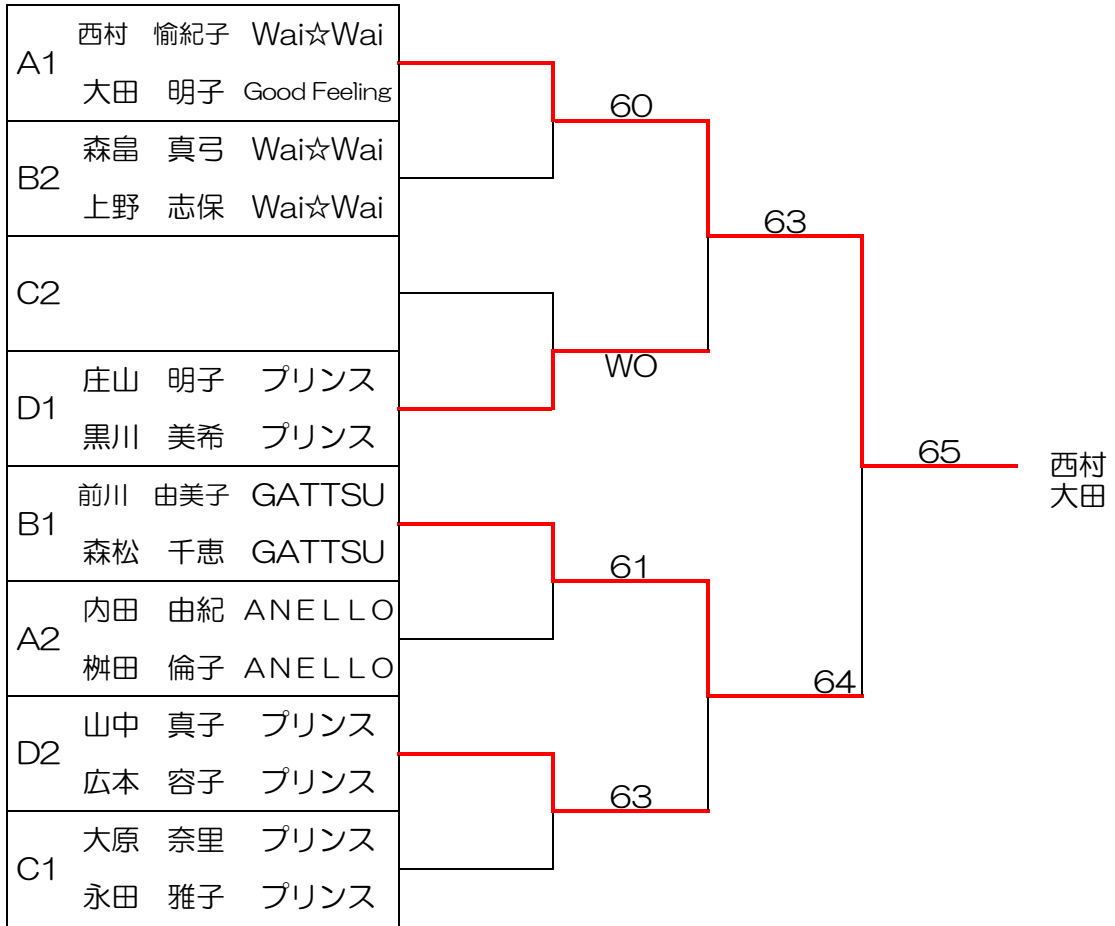 A1
西村 愉紀子 Wai☆Wai
大田 明子 Good Feeling
B2
森畠 真弓 Wai☆Wai
上野 志保 Wai☆Wai
C2
D1
庄山 明子 プリンス
黒川 美希 プリンス
B1
前川 由美子 GATTSU
森松 千恵 GATTSU
A2
内田 由紀 ＡＮＥＬＬＯ
桝田 倫子 ＡＮＥＬＬＯ
D2
山中 真子 プリンス
広本 容子 プリンス
C1
大原 奈里 プリンス
永田 雅子 プリンス
60
WO
61
63
63
64
65
西村
大田